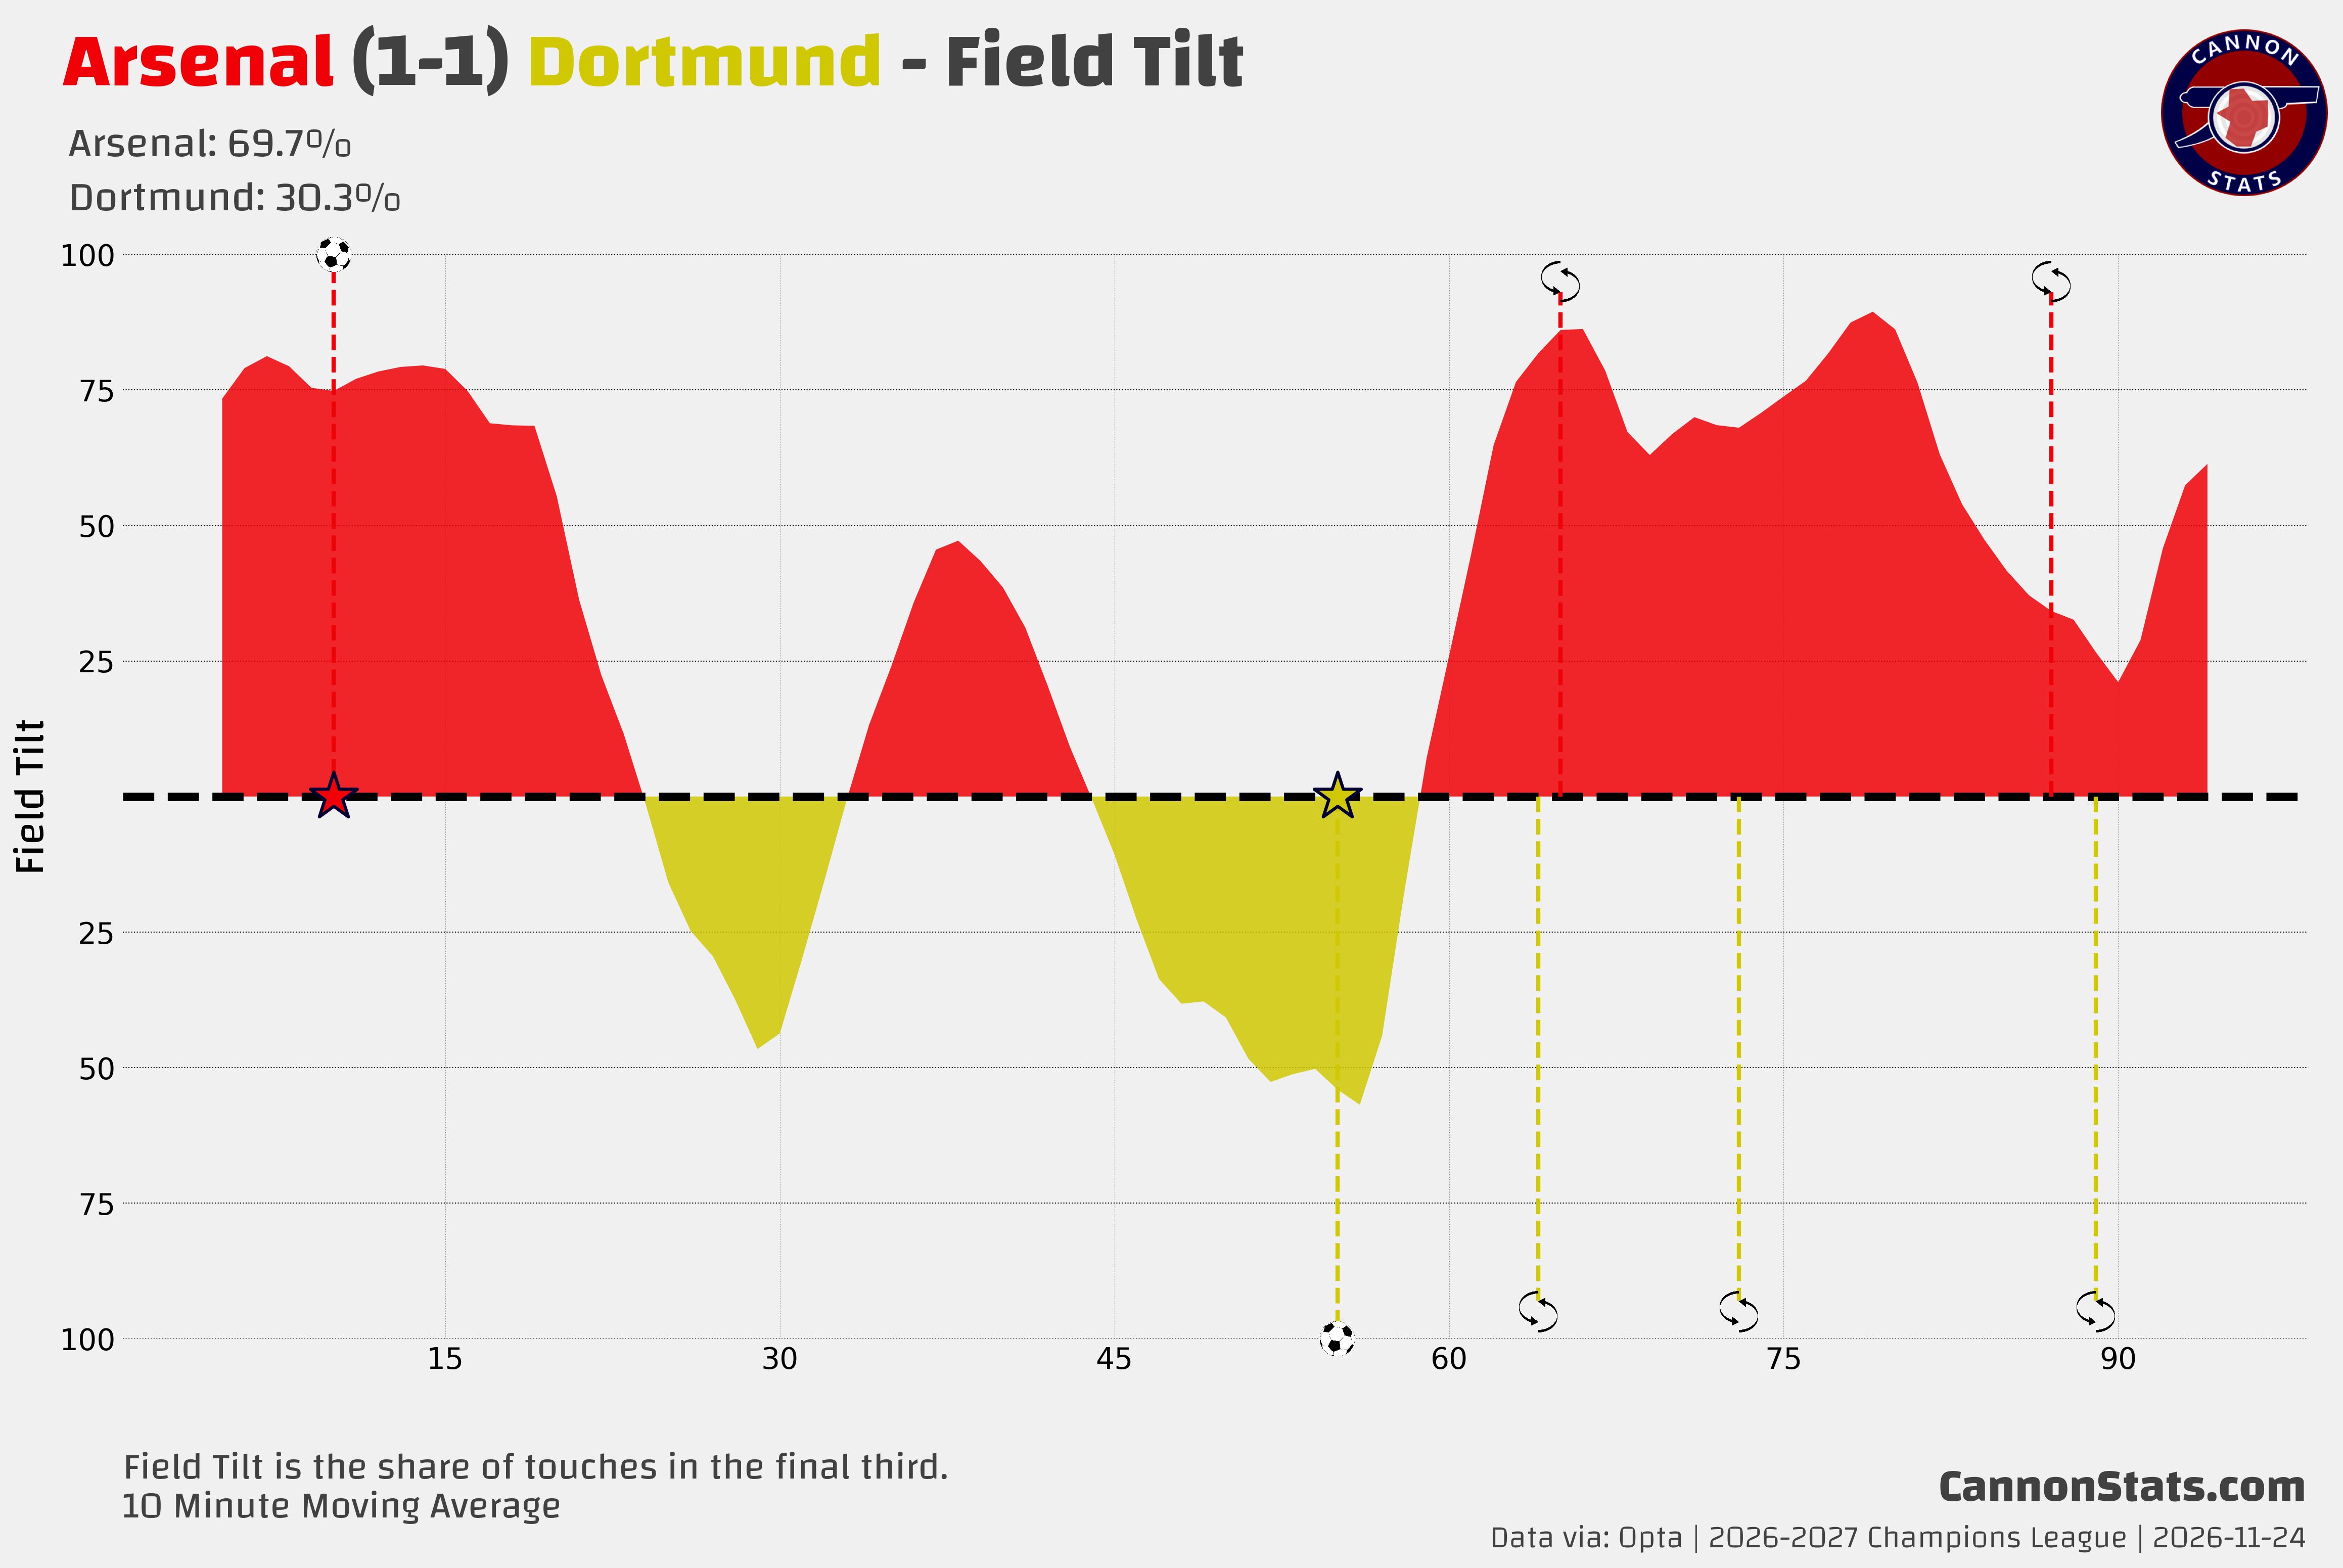 Arsenal (1-1) Dortmund - Field Tilt
CANNON
STATS
Arsenal: 69.7%
Dortmund: 30.3%
100
75
50
25
Field Tilt
25
50
75
100
15 30 45 60 75 90
Field Tilt is the share of touches in the final third.
10 Minute Moving Average
CannonStats.com
Data via: Opta | 2026-2027 Champions League | 2026-11-24